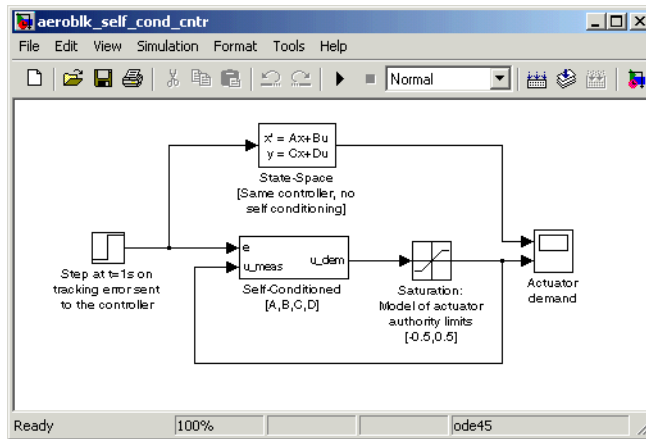 aeroblk_self_cond_cntr
File Edit View Simulation Format Tools Help
Normal
x' = Ax+Bu
y = Cx+Du
State-Space
[Same controller, no
self conditioning]
Step at t=1s on
tracking error sent
to the controller
e
u_meas
u_dem
Self-Conditioned
[A,B,C,D]
Saturation:
Model of actuator
authority limits
[-0.5,0.5]
Actuator
demand
Ready 100% ode45